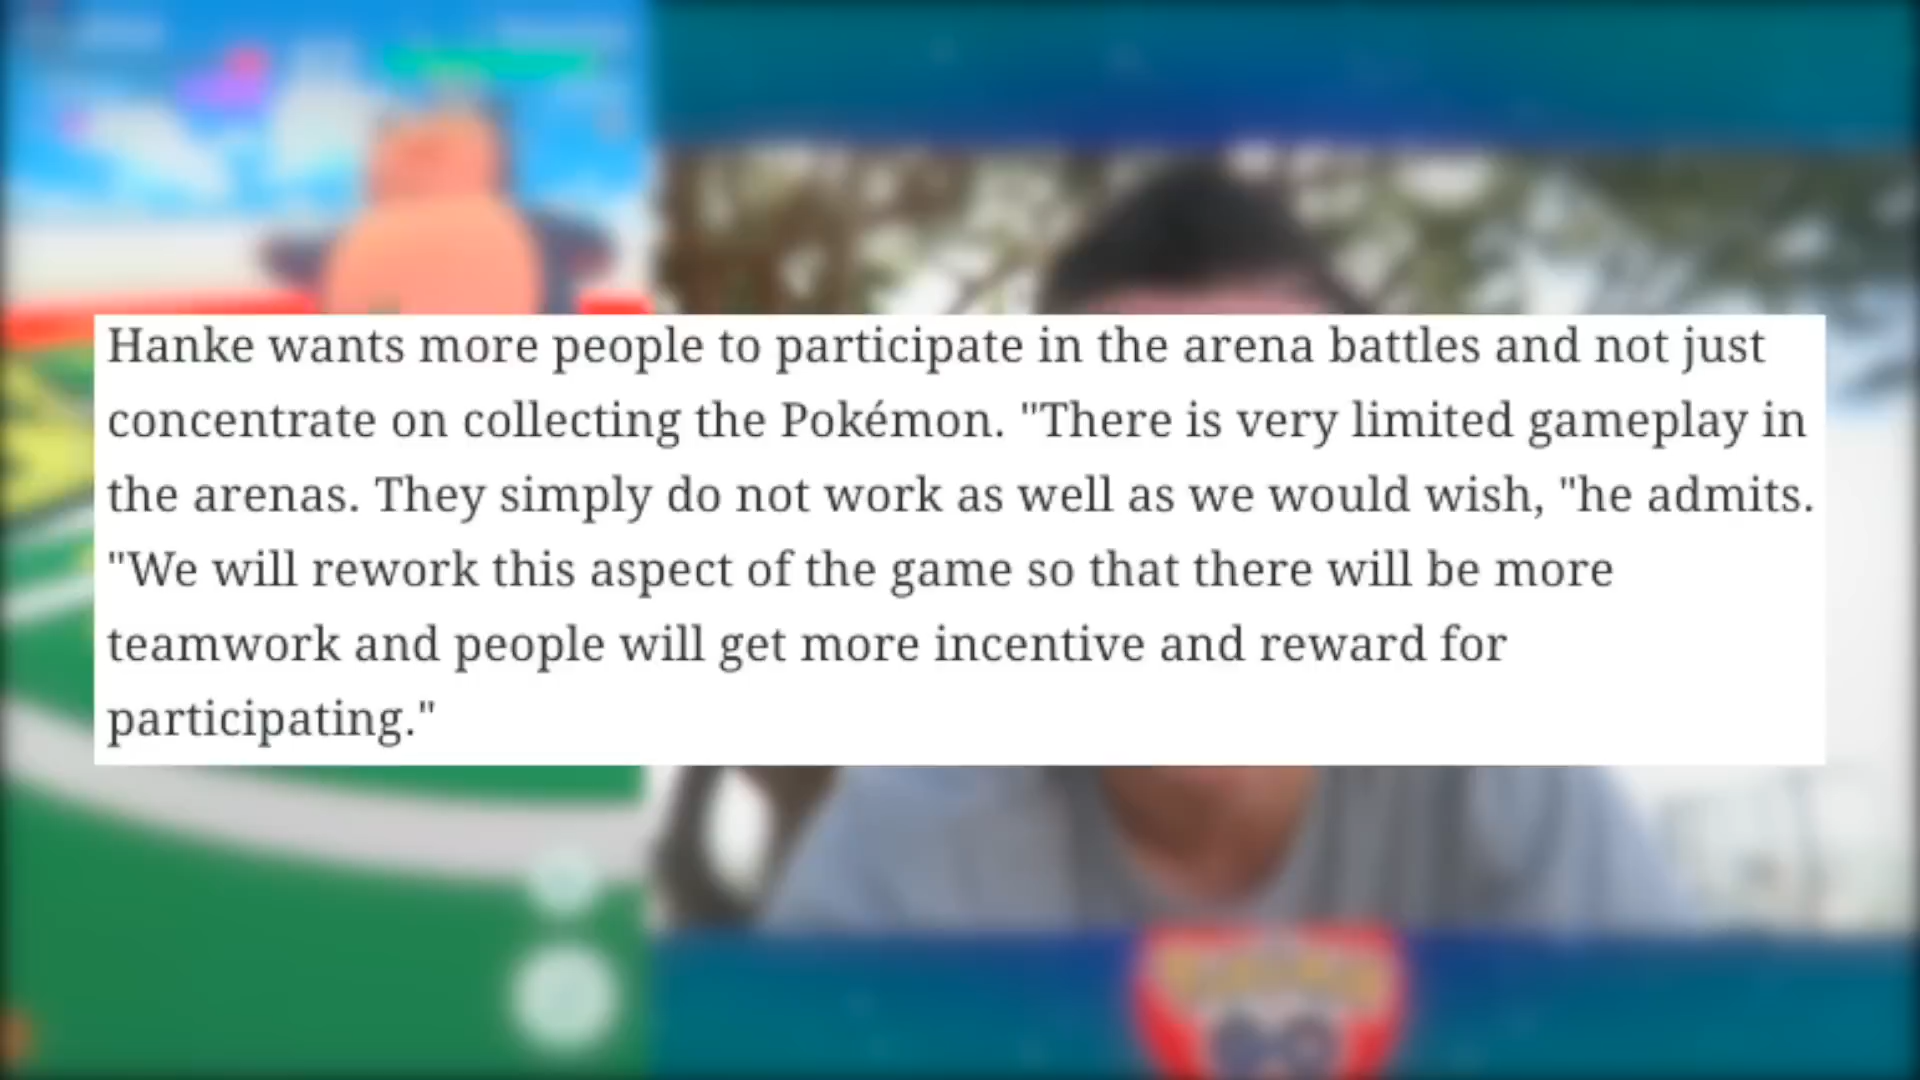 Hanke wants more people to participate in the arena battles and not just
concentrate on collecting the Pokémon. "There is very limited gameplay in
the arenas. They simply do not work as well as we would wish, "he admits.
"We will rework this aspect of the game so that there will be more
teamwork and people will get more incentive and reward for
participating."